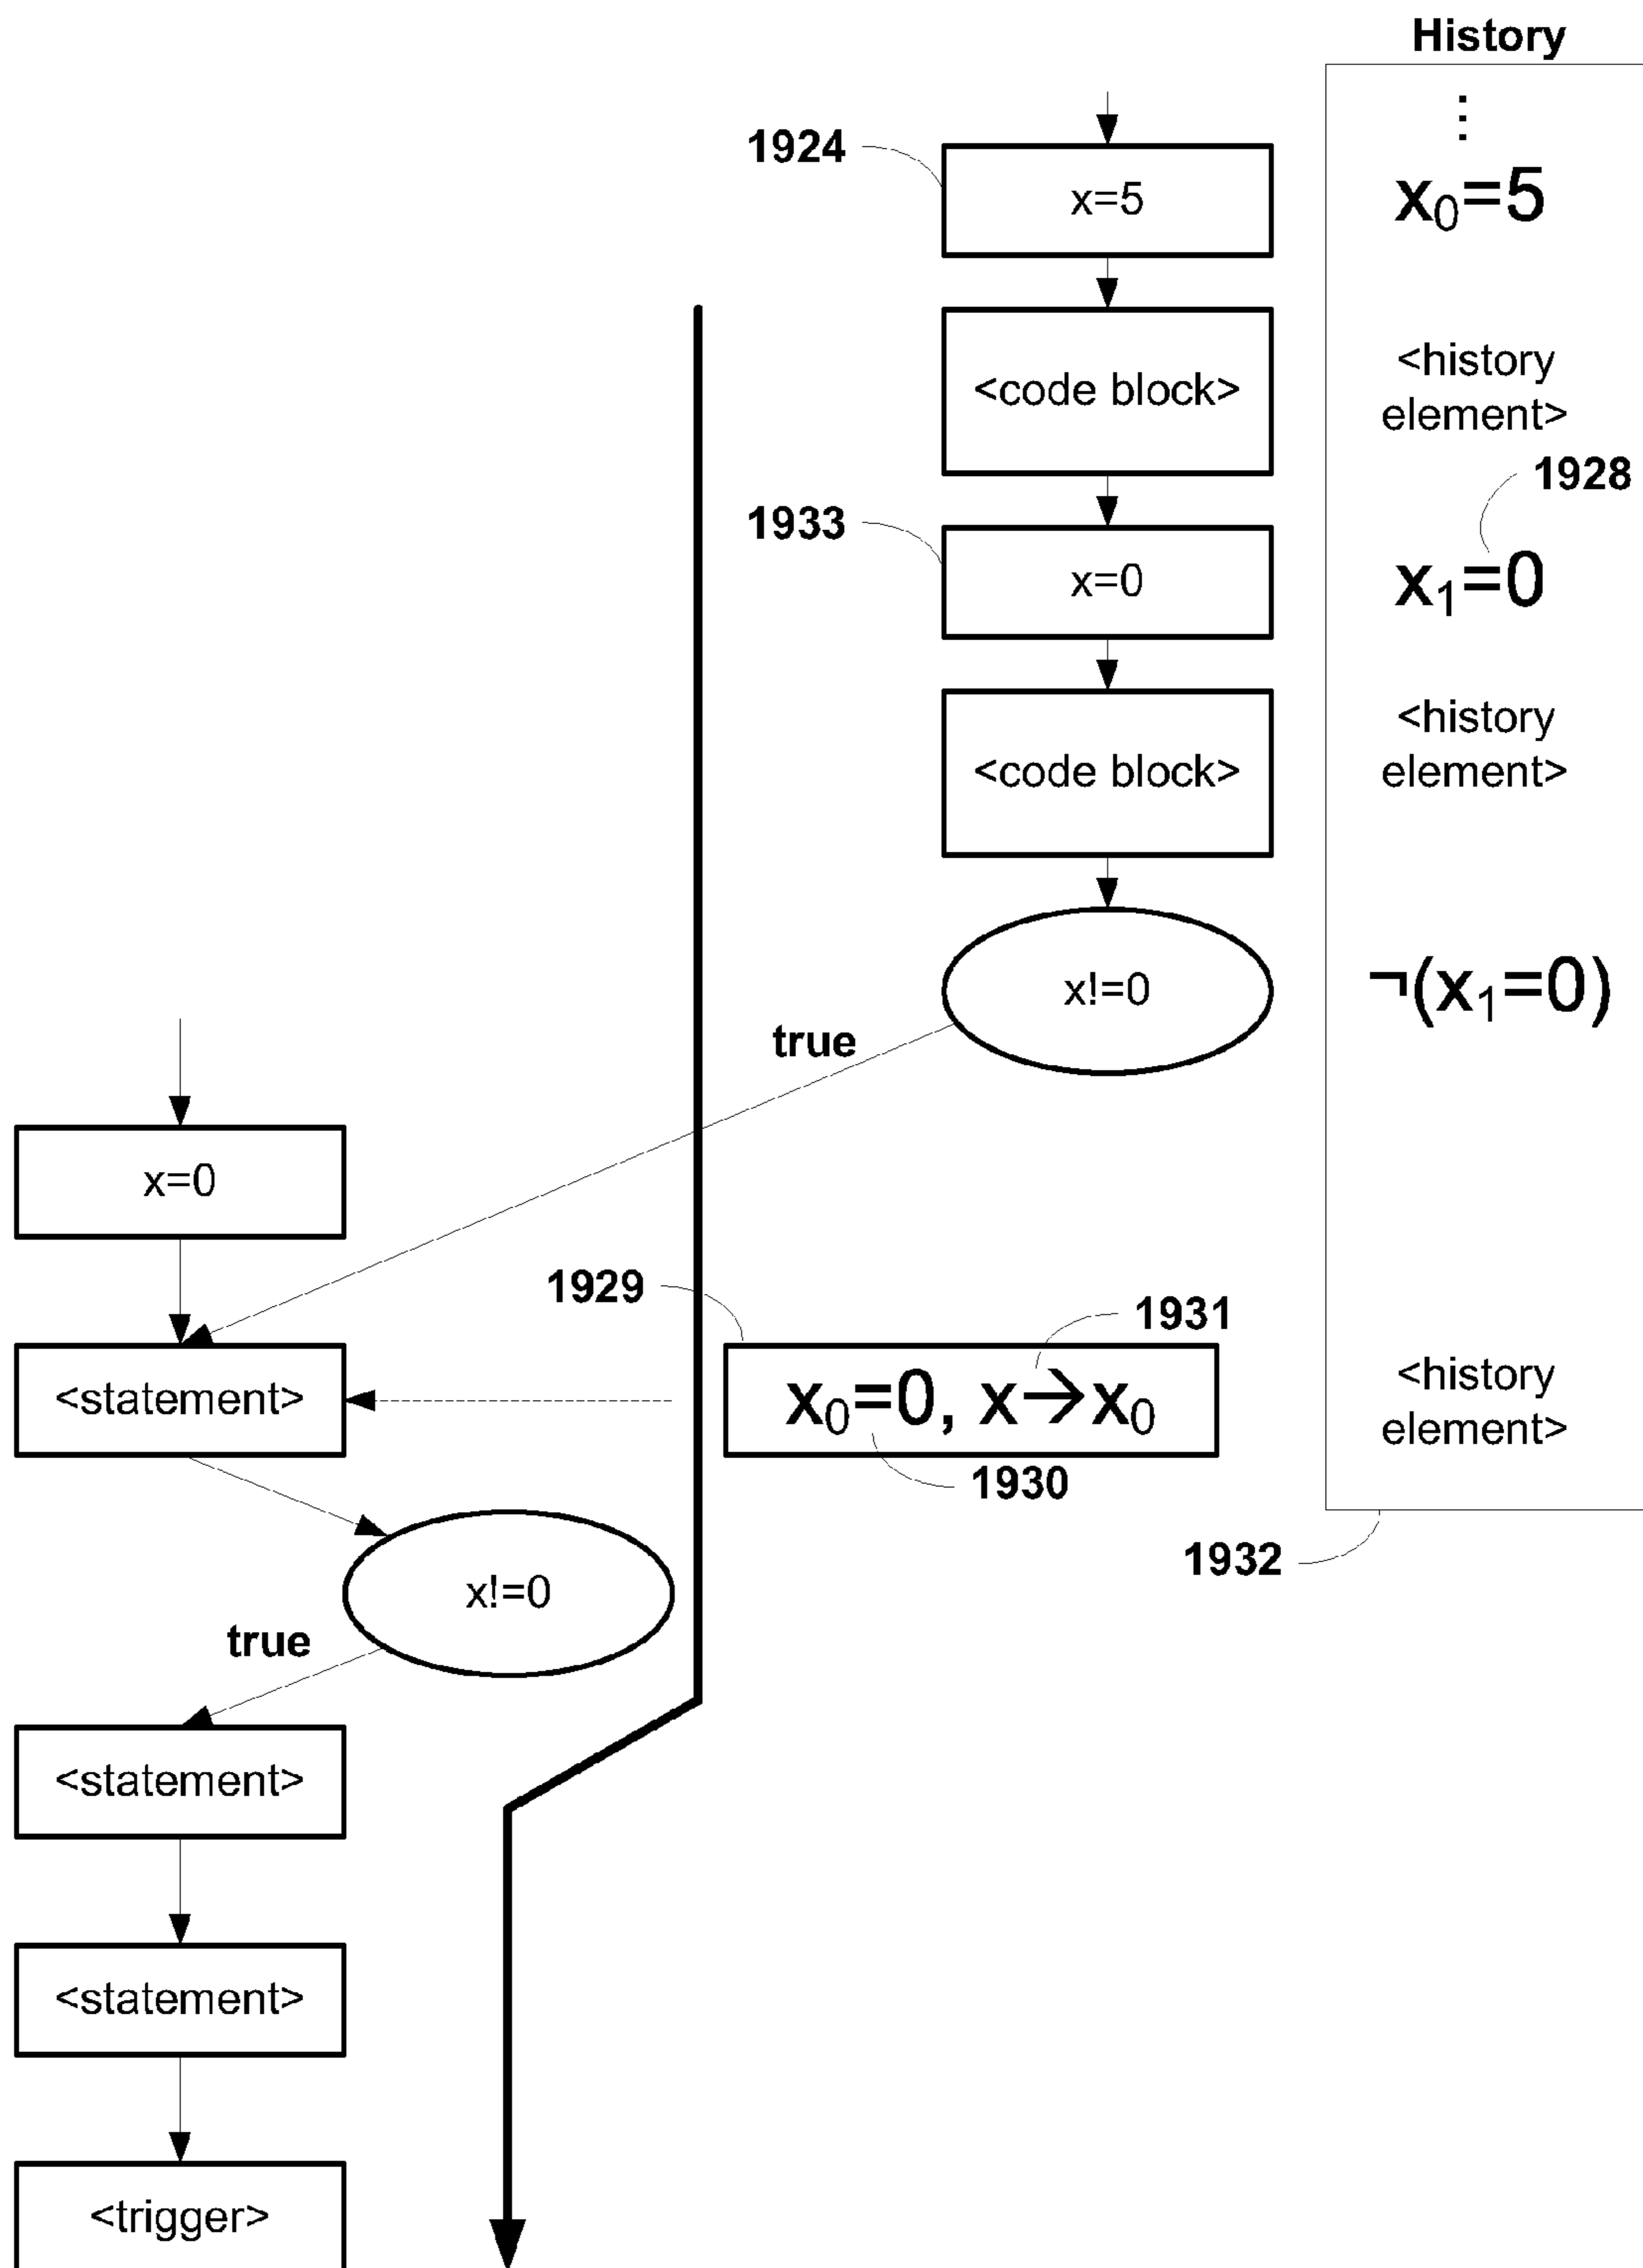 History
⋮
1924
x=5
x₀=5
<code block>
<history
element>
1928
1933
x=0
x₁=0
<code block>
<history
element>
x!=0
¬(x₁=0)
true
x=0
1929
1931
<statement>
x₀=0, x→x₀
<history
element>
1930
1932
x!=0
true
<statement>
<statement>
<trigger>